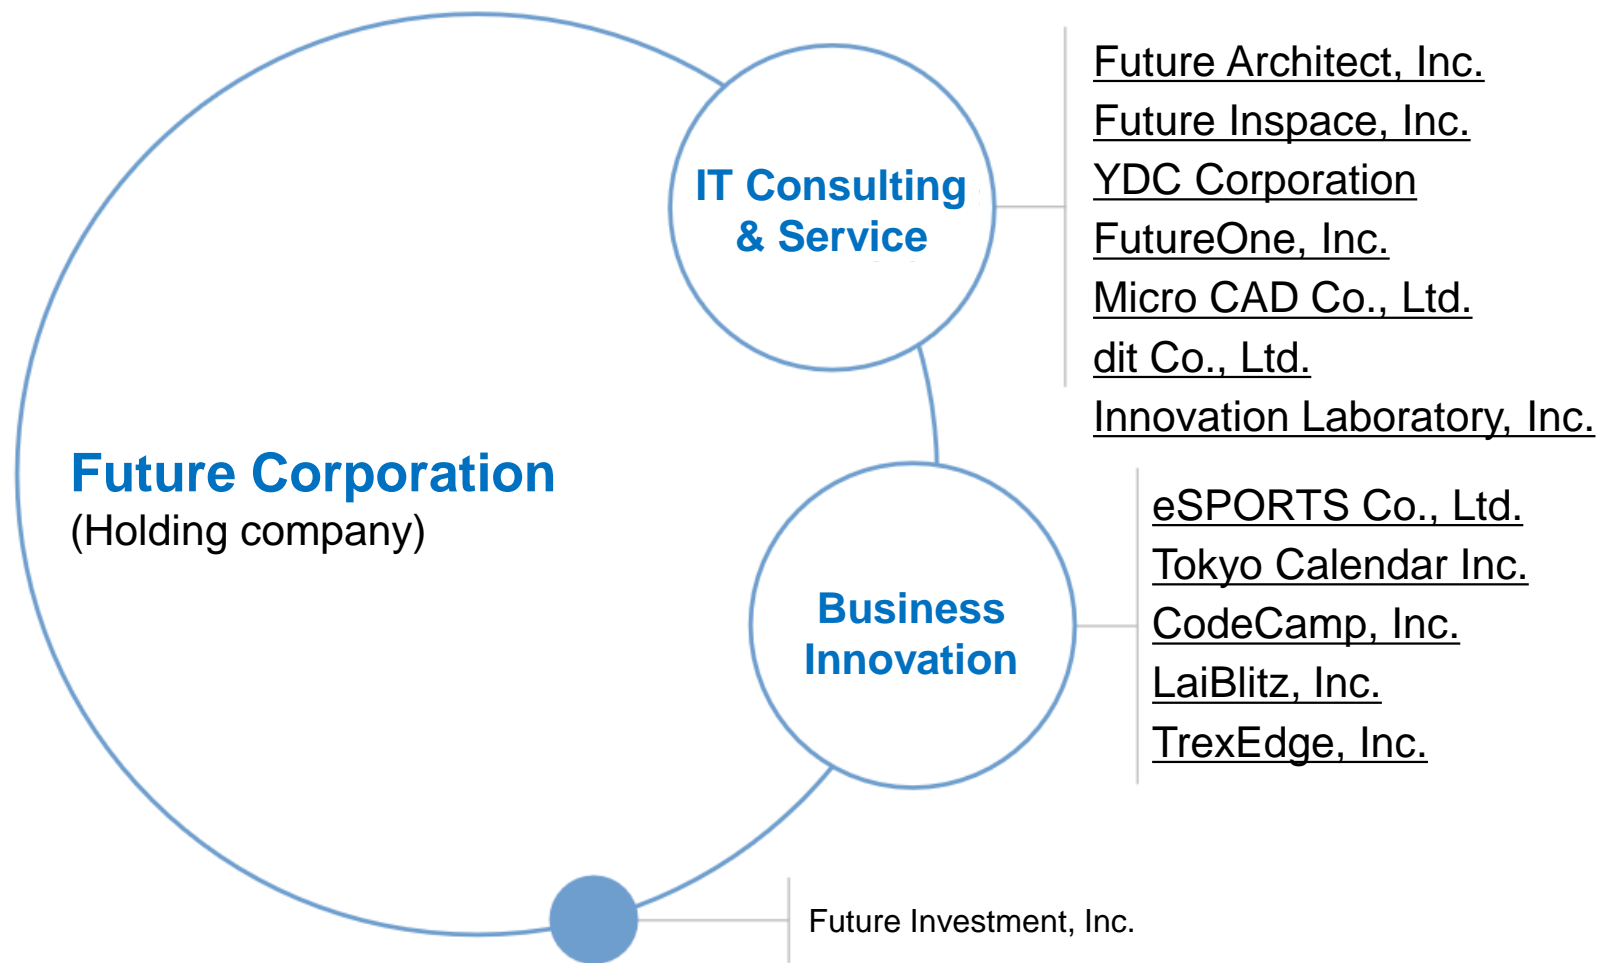 Future Corporation
(Holding company)
IT Consulting
& Service
Future Architect, Inc.
Future Inspace, Inc.
YDC Corporation
FutureOne, Inc.
Micro CAD Co., Ltd.
dit Co., Ltd.
Innovation Laboratory, Inc.
Business
Innovation
eSPORTS Co., Ltd.
Tokyo Calendar Inc.
CodeCamp, Inc.
LaiBlitz, Inc.
TrexEdge, Inc.
Future Investment, Inc.